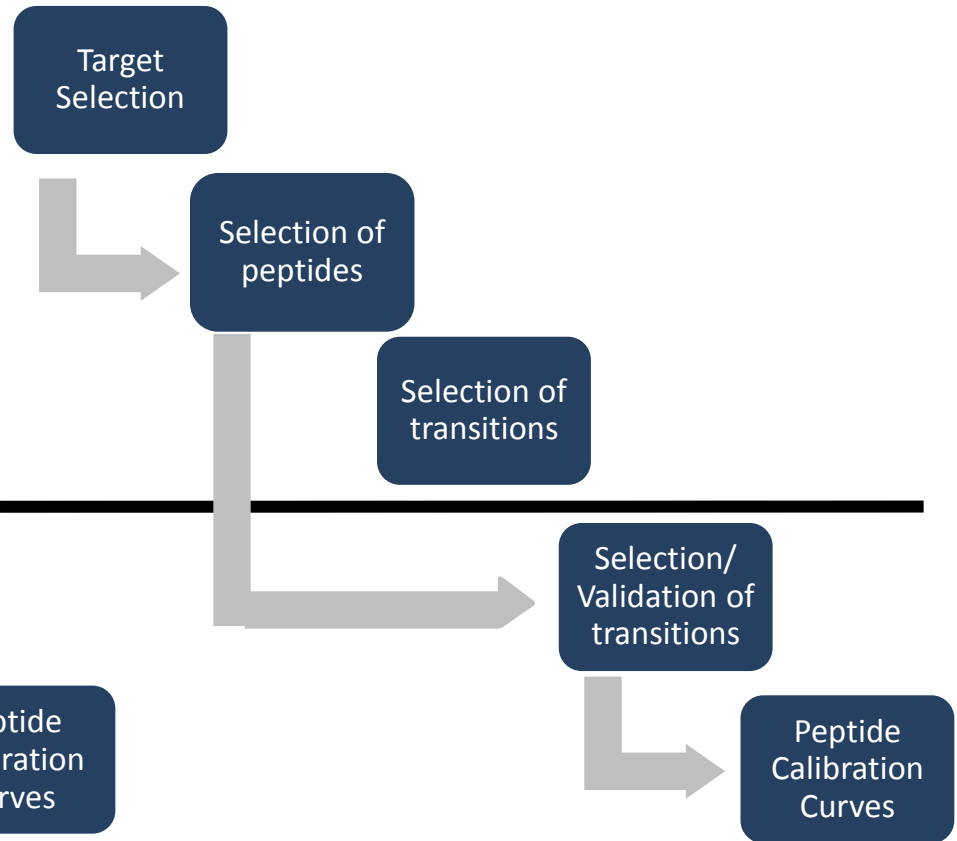 Target
Selection
Selection of
peptides
Selection of
transitions
Selection/
Validation of
transitions
Peptide
Calibration
Curves